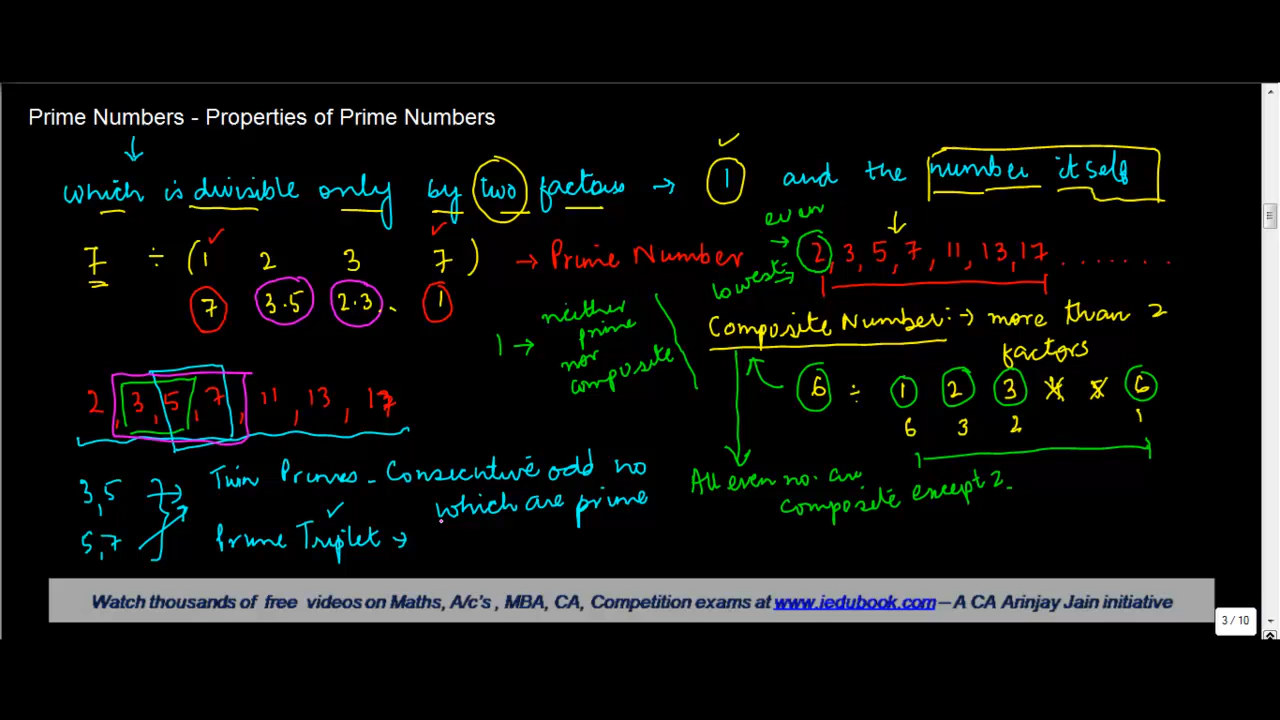 Prime Numbers - Properties of Prime Numbers
↓
which is divisible only by two factors → 1 and the number itself
7 ÷ (1 2 3 7) → Prime Number
7 3.5 2.3.. 1
even → 2, 3, 5, 7, 11, 13, 17 ........
lowest →
1 → neither prime nor composite
Composite Number :→ more than 2 factors
6 ÷ 1 2 3 4 5 6
6 3 2 1
All even no. are
Composite except 2.
2, 3, 5, 7, 11, 13, 17
3,5 → Twin Primes - Consecutive odd no
which are prime
5,7 Prime Triplet →
Watch thousands of free videos on Maths, A/c's , MBA, CA, Competition exams at www.iedubook.com – A CA Arinjay Jain initiative
3 / 10